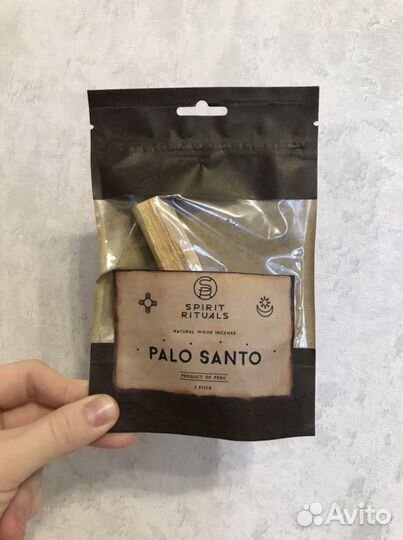 SPIRIT
RITUALS
NATURAL WOOD INCENSE
PALO SANTO
PRODUCT OF PERU
1 STICK
Avito